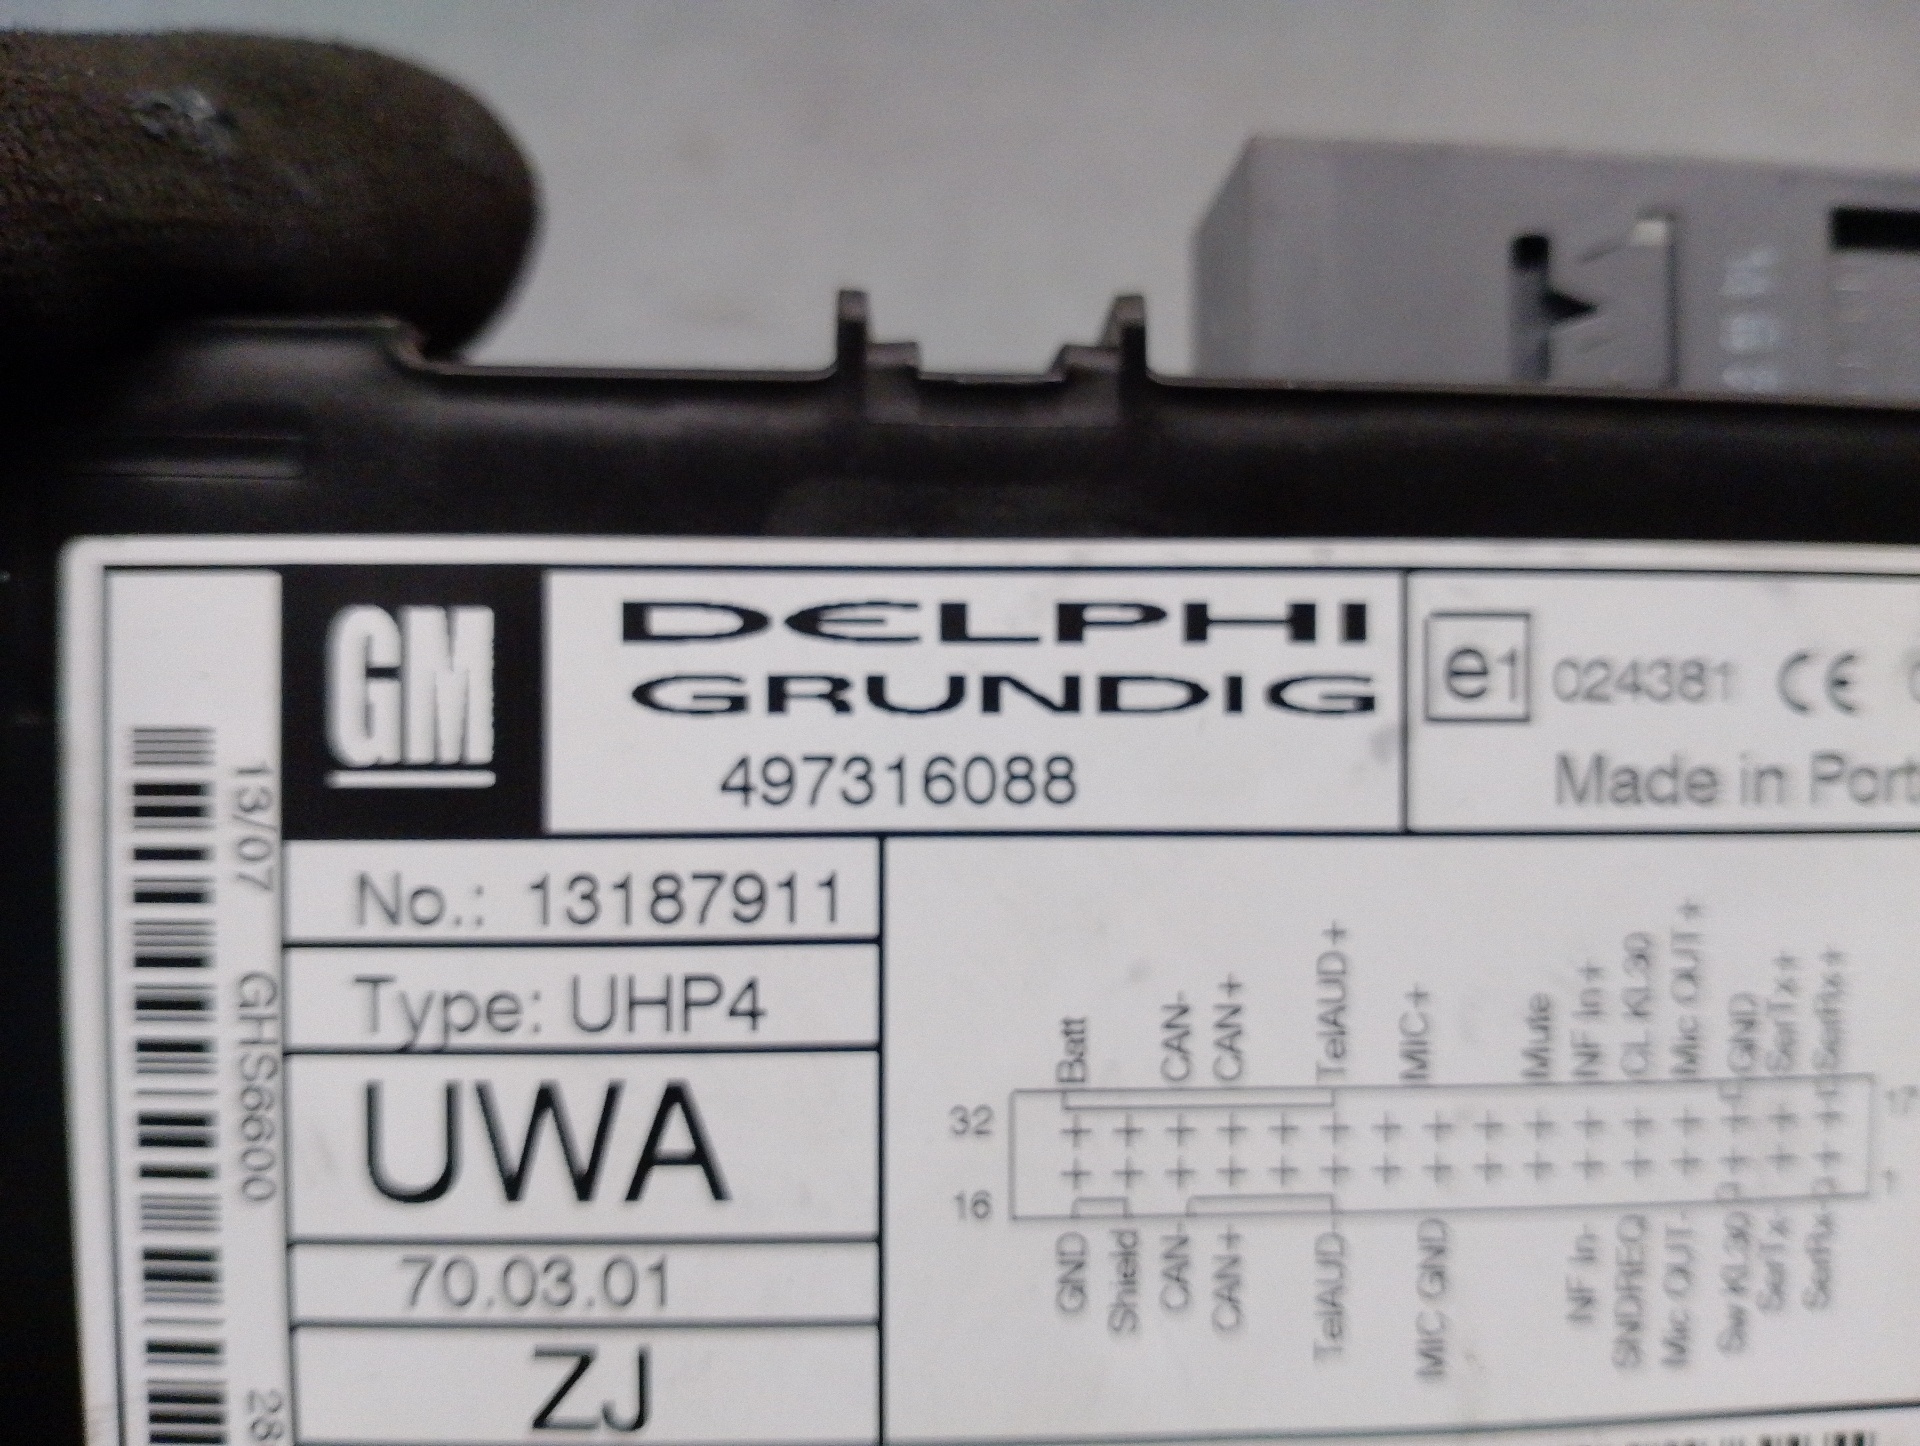 GM
DELPHI
GRUNDIG
497316088
e1 024381 CE
Made in Port
No.: 13187911
Type: UHP4
UWA
70.03.01
ZJ
13/07 GHS6600 28
Batt CAN- CAN+ TelAUD+ MIC+ Mute NF In+ CL KL30 Mic OUT+ GND SerTx+ SerRx+
32 17
16 1
GND Shield CAN- CAN+ TelAUD- MIC GND NF In- SNDREQ Mic OUT- Sw KL30 SerTx- SerRx-